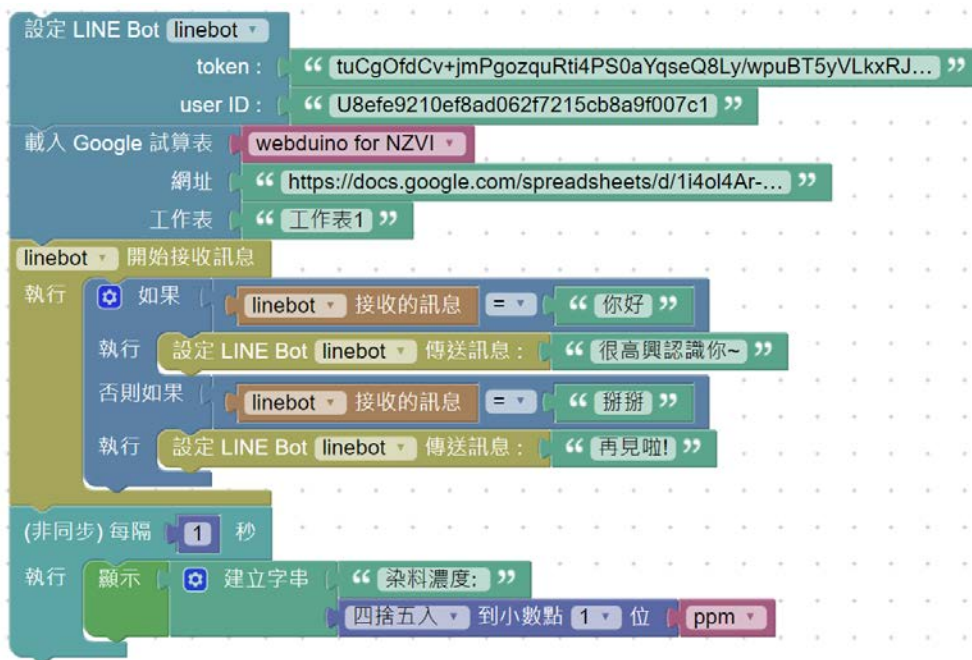 設定 LINE Bot linebot
token : “ tuCgOfdCv+jmPgozquRti4PS0aYqseQ8Ly/wpuBT5yVLkxRJ... ”
user ID : “ U8efe9210ef8ad062f7215cb8a9f007c1 ”
載入 Google 試算表 webduino for NZVI
網址 “ https://docs.google.com/spreadsheets/d/1i4ol4Ar-... ”
工作表 “ 工作表1 ”
linebot 開始接收訊息
執行 如果 linebot 接收的訊息 = “ 你好 ”
執行 設定 LINE Bot linebot 傳送訊息 : “ 很高興認識你~ ”
否則如果 linebot 接收的訊息 = “ 掰掰 ”
執行 設定 LINE Bot linebot 傳送訊息 : “ 再見啦! ”
(非同步) 每隔 1 秒
執行 顯示 建立字串 “ 染料濃度: ”
四捨五入 到小數點 1 位 ppm